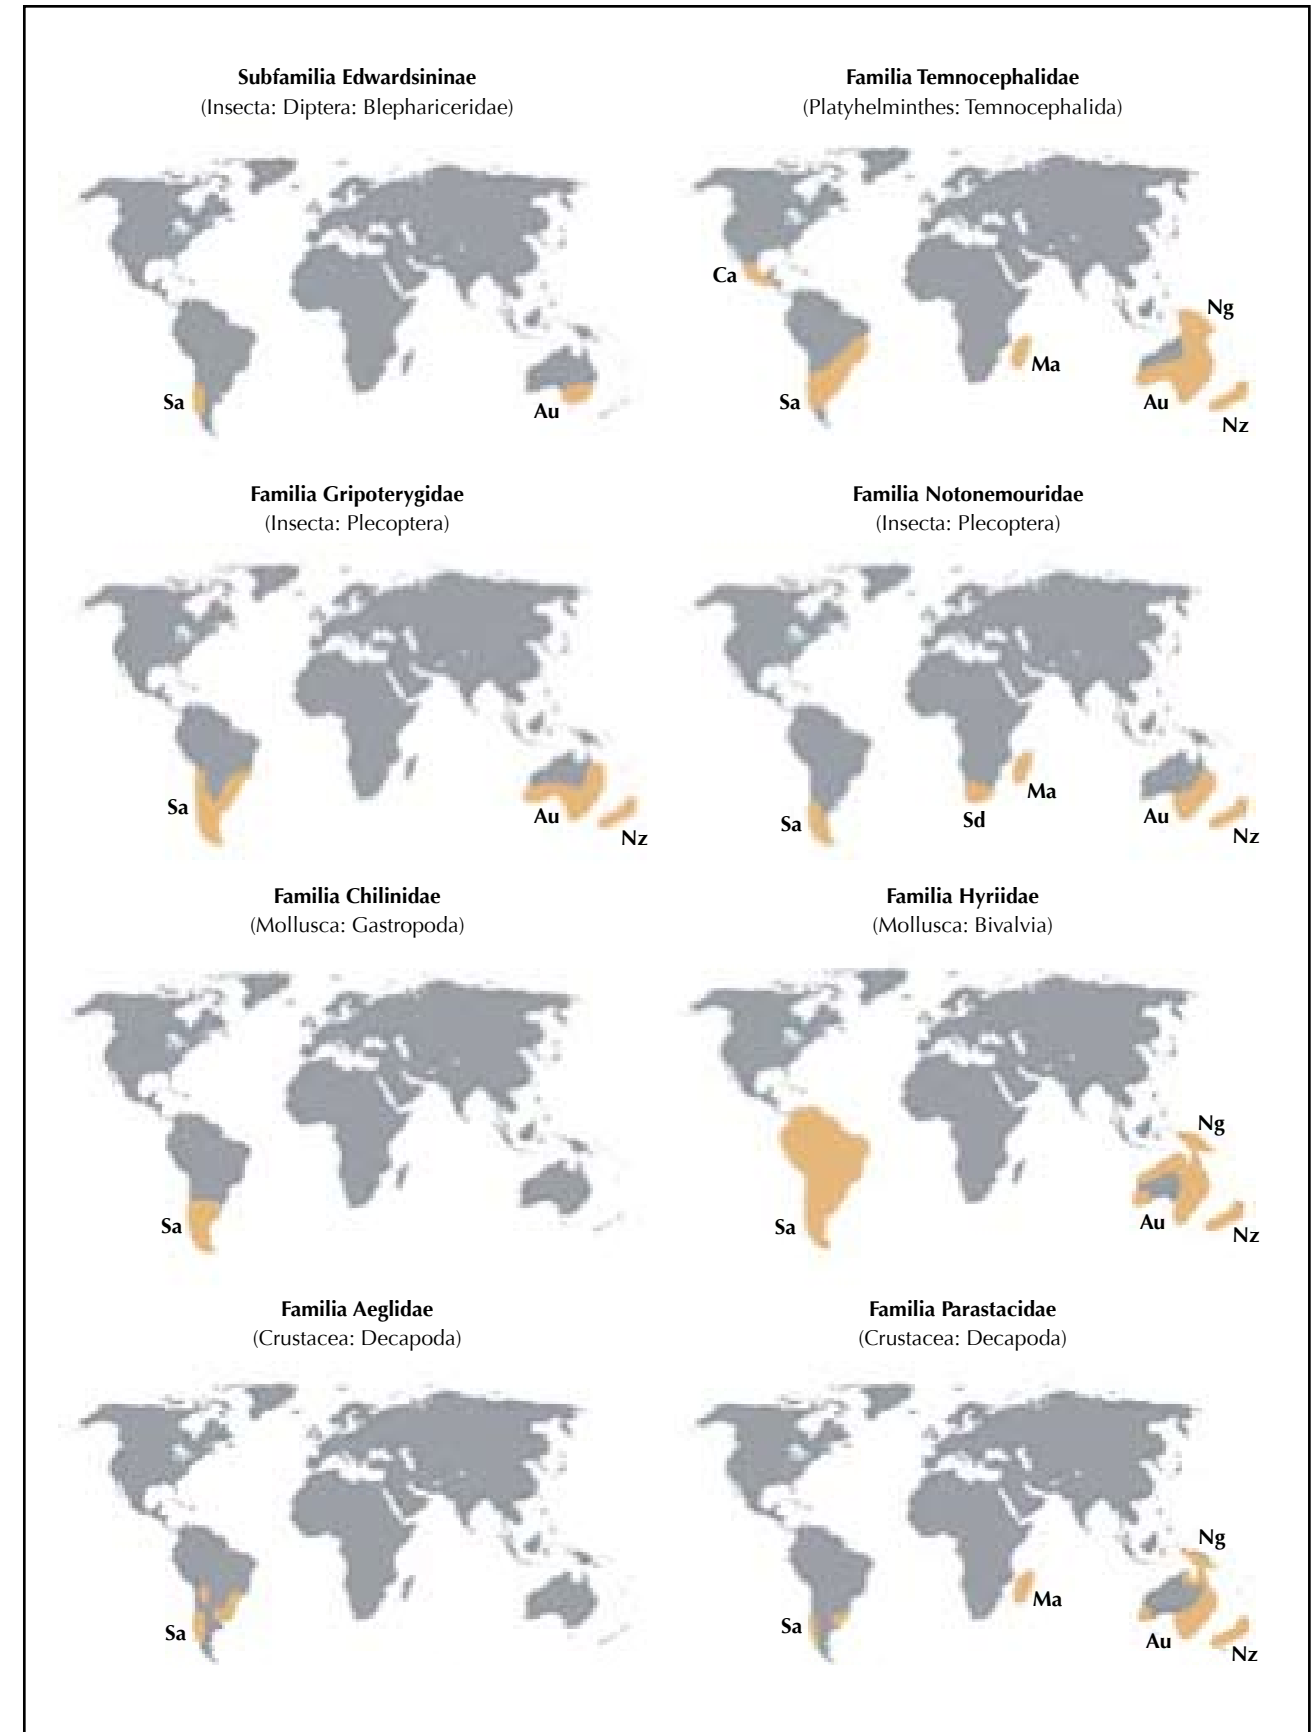 Subfamilia Edwardsininae
(Insecta: Diptera: Blephariceridae)
Sa
Au
Familia Temnocephalidae
(Platyhelminthes: Temnocephalida)
Ca
Ng
Ma
Sa
Au
Nz
Familia Gripoterygidae
(Insecta: Plecoptera)
Sa
Au
Nz
Familia Notonemouridae
(Insecta: Plecoptera)
Ma
Sd
Sa
Au
Nz
Familia Chilinidae
(Mollusca: Gastropoda)
Sa
Familia Hyriidae
(Mollusca: Bivalvia)
Ng
Sa
Au
Nz
Familia Aeglidae
(Crustacea: Decapoda)
Sa
Familia Parastacidae
(Crustacea: Decapoda)
Ng
Ma
Sa
Au
Nz